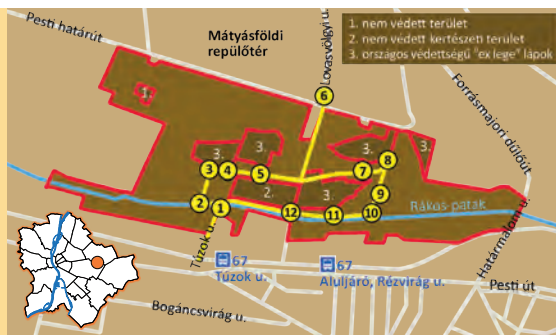 Pesti határút
Mátyásföldi
repülőtér
Lovasvölgyi u.
1. nem védett terület
2. nem védett kertészeti terület
3. országos védettségű "ex lege" lápok
Forrásmajori dűlőút
6
1.
3.
3.
3.
3.
8
3
4
5
7
9
2.
3.
2
1
12
11
10
Rákos-patak
Túzok u.
67
Túzok u.
67
Aluljáró, Rézvirág u.
Határmalom u.
Pesti út
Bogáncsvirág u.